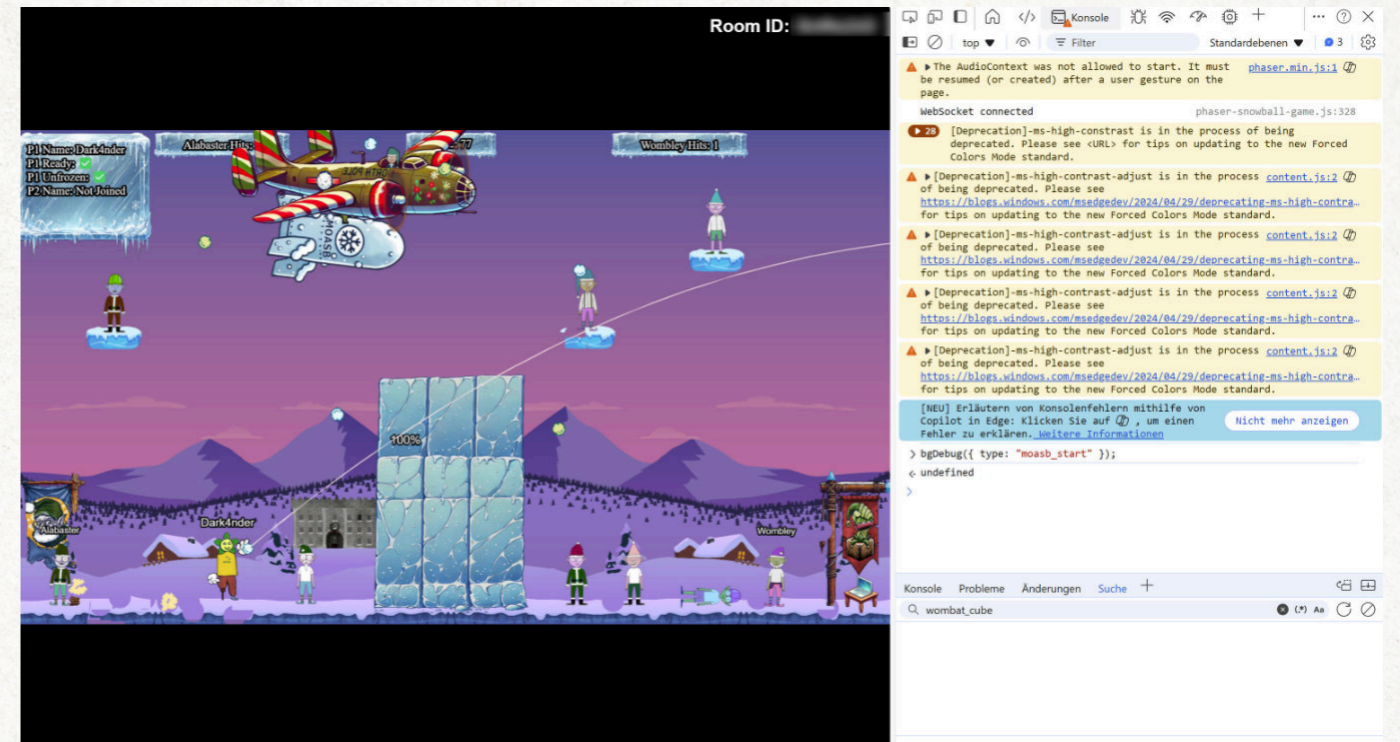 Room ID:
P1 Name: Dark4nder
P1 Ready: ✅
P1 Unfrozen: ✅
P2 Name: Not Joined
Alabaster Hits:
:77
Wombley Hits: 1
MOASB
100%
Dark4nder
Alabaster
Wombley
Konsole
top ▼
Filter
Standardebenen ▼
3
The AudioContext was not allowed to start. It must
be resumed (or created) after a user gesture on the
page.
phaser.min.js:1
WebSocket connected
phaser-snowball-game.js:328
28
[Deprecation]-ms-high-constrast is in the process of being
deprecated. Please see <URL> for tips on updating to the new Forced
Colors Mode standard.
[Deprecation]-ms-high-contrast-adjust is in the process
content.js:2
of being deprecated. Please see
https://blogs.windows.com/msedgedev/2024/04/29/deprecating-ms-high-contra…
for tips on updating to the new Forced Colors Mode standard.
[Deprecation]-ms-high-contrast-adjust is in the process
content.js:2
of being deprecated. Please see
https://blogs.windows.com/msedgedev/2024/04/29/deprecating-ms-high-contra…
for tips on updating to the new Forced Colors Mode standard.
[Deprecation]-ms-high-contrast-adjust is in the process
content.js:2
of being deprecated. Please see
https://blogs.windows.com/msedgedev/2024/04/29/deprecating-ms-high-contra…
for tips on updating to the new Forced Colors Mode standard.
[Deprecation]-ms-high-contrast-adjust is in the process
content.js:2
of being deprecated. Please see
https://blogs.windows.com/msedgedev/2024/04/29/deprecating-ms-high-contra…
for tips on updating to the new Forced Colors Mode standard.
[NEU] Erläutern von Konsolenfehlern mithilfe von
Copilot in Edge: Klicken Sie auf , um einen
Fehler zu erklären. Weitere Informationen
Nicht mehr anzeigen
> bgDebug({ type: "moasb_start" });
undefined
Konsole Probleme Änderungen Suche
wombat_cube
(.*) Aa